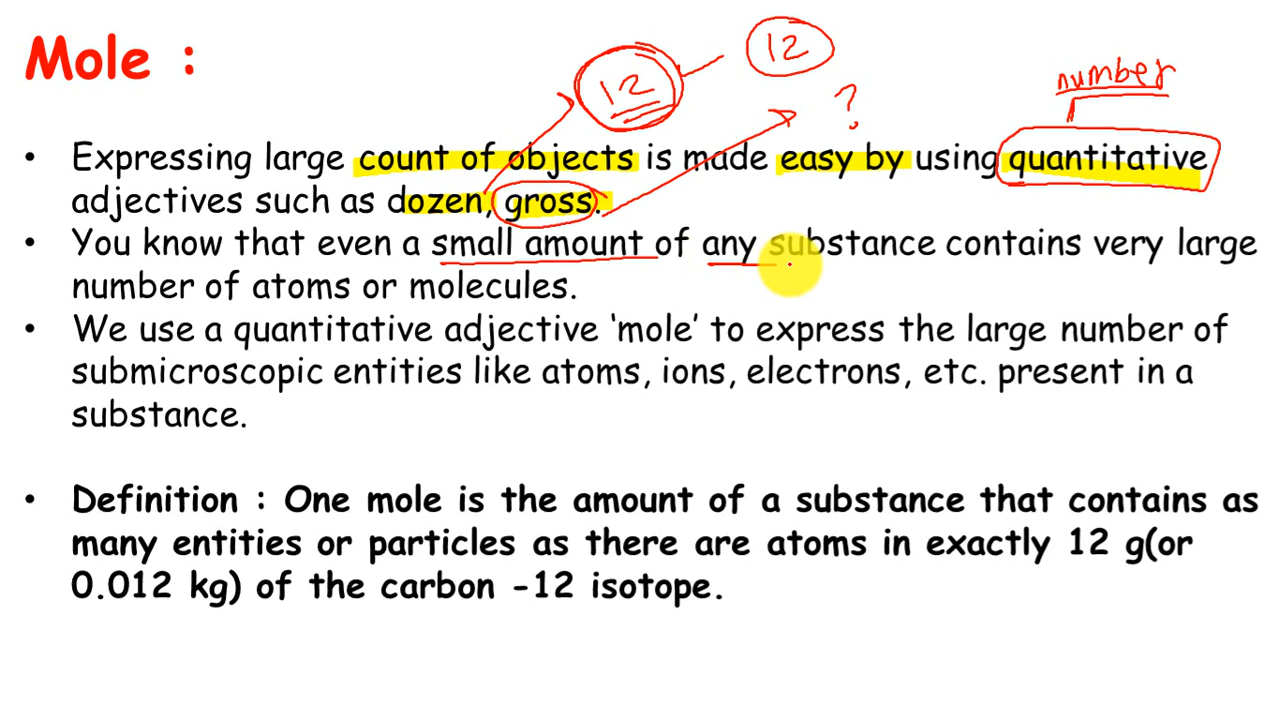 Mole :
12
12
?
number
• Expressing large count of objects is made easy by using quantitative
adjectives such as dozen, gross.
• You know that even a small amount of any substance contains very large
number of atoms or molecules.
• We use a quantitative adjective ‘mole’ to express the large number of
submicroscopic entities like atoms, ions, electrons, etc. present in a
substance.
• Definition : One mole is the amount of a substance that contains as
many entities or particles as there are atoms in exactly 12 g(or
0.012 kg) of the carbon -12 isotope.